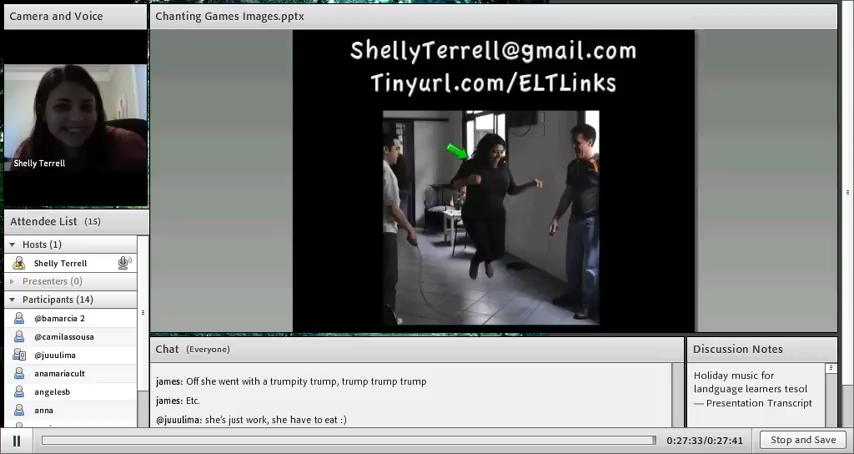 Camera and Voice
Shelly Terrell
Attendee List (15)
Hosts (1)
Shelly Terrell
Presenters (0)
Participants (14)
@bamarcia 2
@camilassousa
@juuulima
anamariacult
angelesb
anna
Chanting Games Images.pptx
ShellyTerrell@gmail.com
Tinyurl.com/ELTLinks
Chat (Everyone)
james: Off she went with a trumpity trump, trump trump trump
james: Etc.
@juuulima: she's just work, she have to eat :)
Discussion Notes
Holiday music for
landguage learners tesol
— Presentation Transcript
0:27:33/0:27:41
Stop and Save